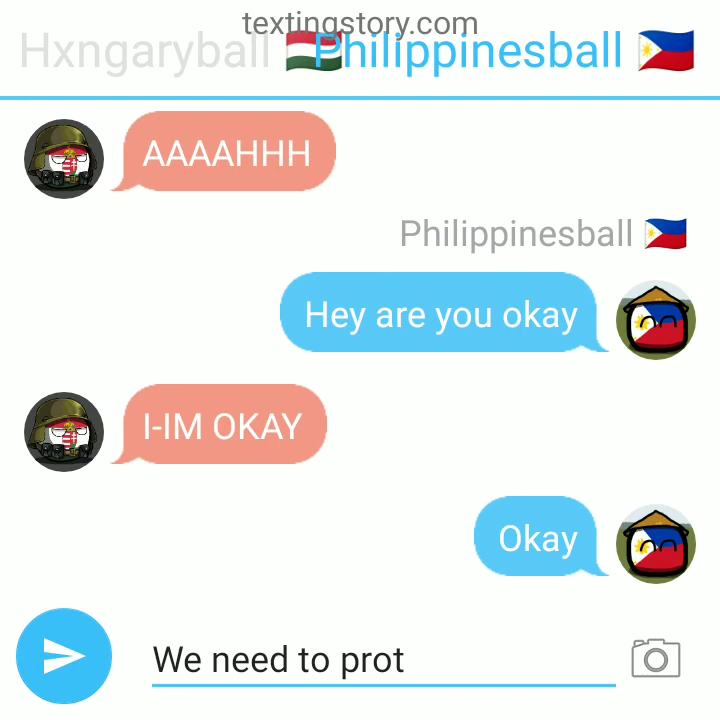 textingstory.com
Hxngaryball 🇭🇺 Philippinesball 🇵🇭
AAAAHHH
Philippinesball 🇵🇭
Hey are you okay
I-IM OKAY
Okay
We need to prot